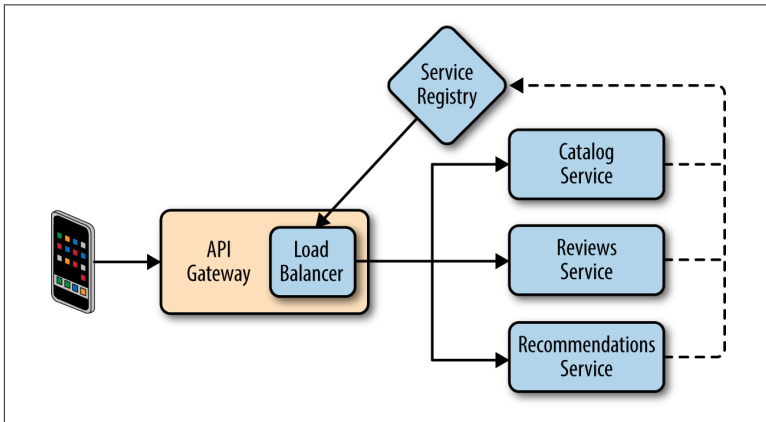 Service
Registry
Catalog
Service
API
Gateway
Load
Balancer
Reviews
Service
Recommendations
Service